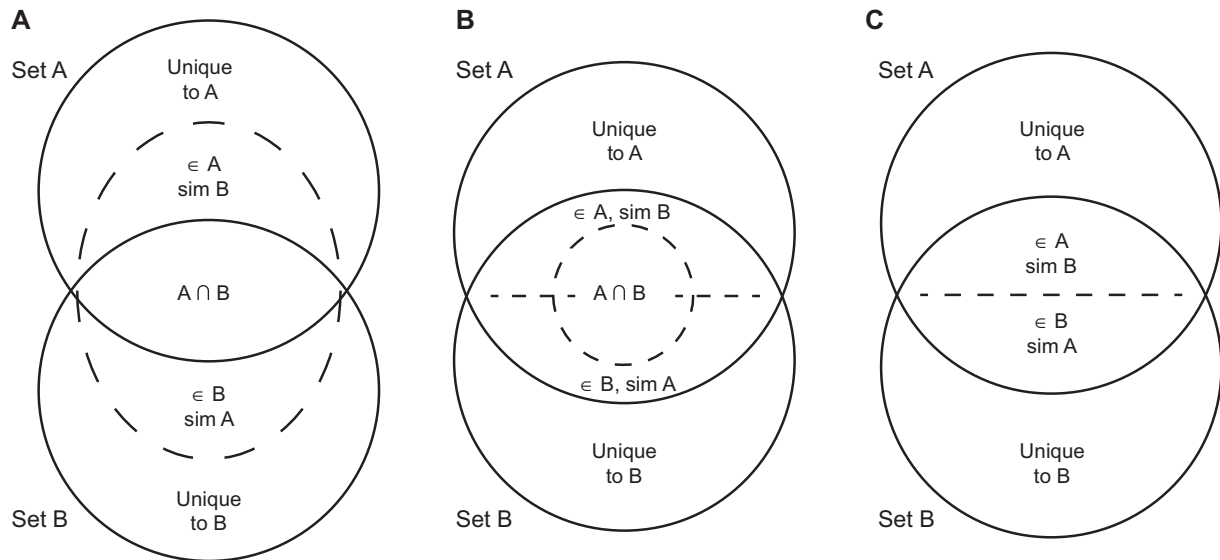 A
Set A
Unique
to A
∈ A
sim B
A ∩ B
∈ B
sim A
Unique
to B
Set B
B
Set A
Unique
to A
∈ A, sim B
A ∩ B
∈ B, sim A
Unique
to B
Set B
C
Set A
Unique
to A
∈ A
sim B
∈ B
sim A
Unique
to B
Set B